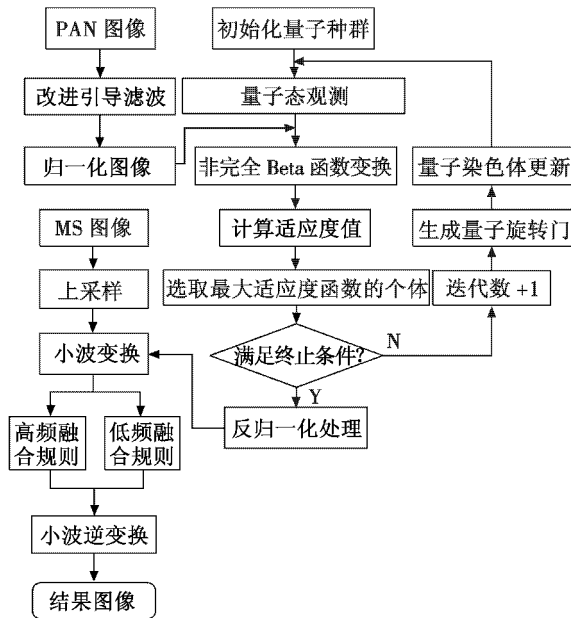 PAN 图像
改进引导滤波
归一化图像
MS 图像
上采样
小波变换
高频融
合规则
低频融
合规则
小波逆变换
结果图像
初始化量子种群
量子态观测
非完全 Beta 函数变换
计算适应度值
选取最大适应度函数的个体
满足终止条件?
Y
反归一化处理
N
迭代数 +1
生成量子旋转门
量子染色体更新